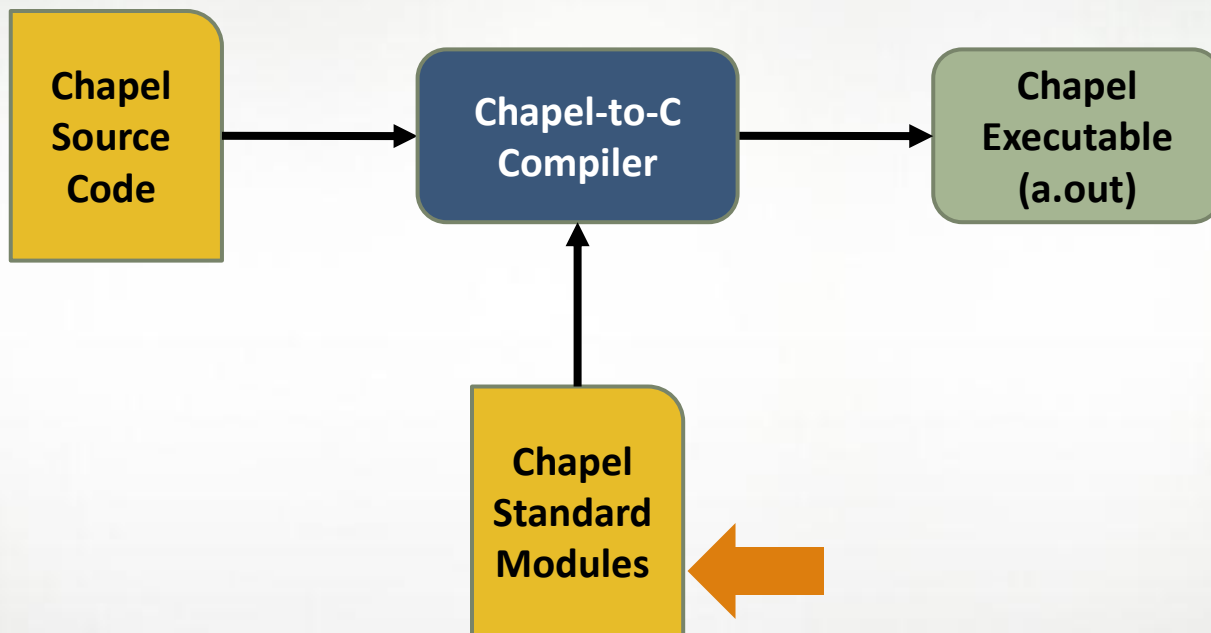 Chapel
Source
Code
Chapel-to-C
Compiler
Chapel
Executable
(a.out)
Chapel
Standard
Modules